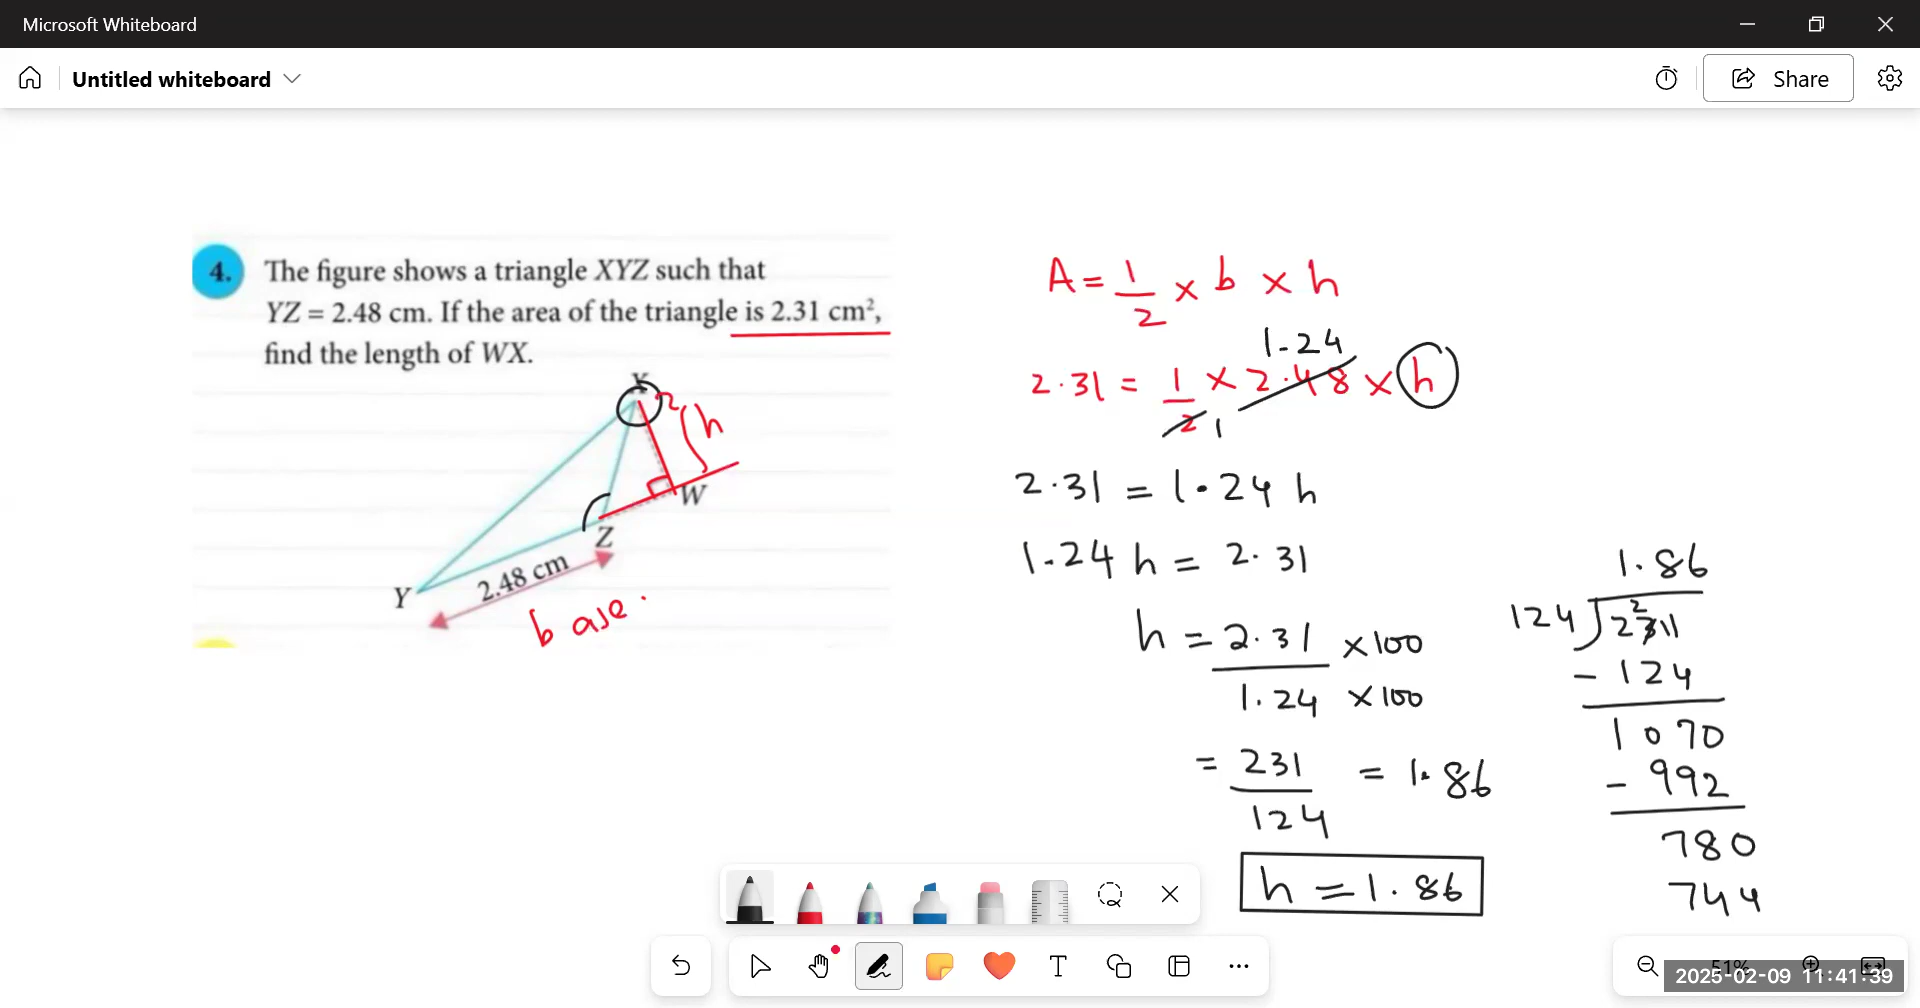 Microsoft Whiteboard
Untitled whiteboard
Share
4. The figure shows a triangle XYZ such that
YZ = 2.48 cm. If the area of the triangle is 2.31 cm²,
find the length of WX.
X
h
W
Z
Y
2.48 cm
base.
A = 1/2 × b × h
1.24
2.31 = 1/2 × 2.48 × h
1
2.31 = 1.24 h
1.24 h = 2.31
h = 2.31 × 100
1.24 × 100
= 231/124 = 1.86
h = 1.86
1.86
124 2311
2
- 124
1070
- 992
780
744
T
51%
2025-02-09 11:41:39